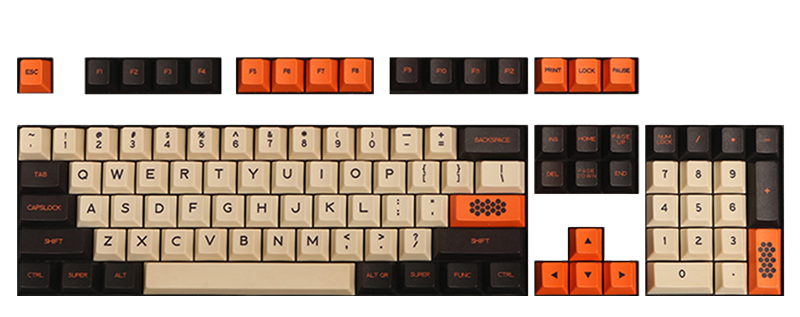 ESC F1 F2 F3 F4 F5 F6 F7 F8 F9 F10 F11 F12 PRINT LOCK PAUSE
~ ` ! 1 @ 2 # 3 $ 4 % 5 ^ 6 & 7 * 8 ( 9 ) 0 — - + = BACKSPACE INS HOME PAGE UP NUM LOCK / * -
TAB Q W E R T Y U I O P { [ } ] | \ DEL PAGE DOWN END 7 8 9 +
CAPSLOCK A S D F G H J K L : ; " ' 4 5 6
SHIFT Z X C V B N M < , > . ? / SHIFT ▲ 1 2 3
CTRL SUPER ALT ALT GR SUPER FUNC CTRL ◀ ▼ ▶ 0 .